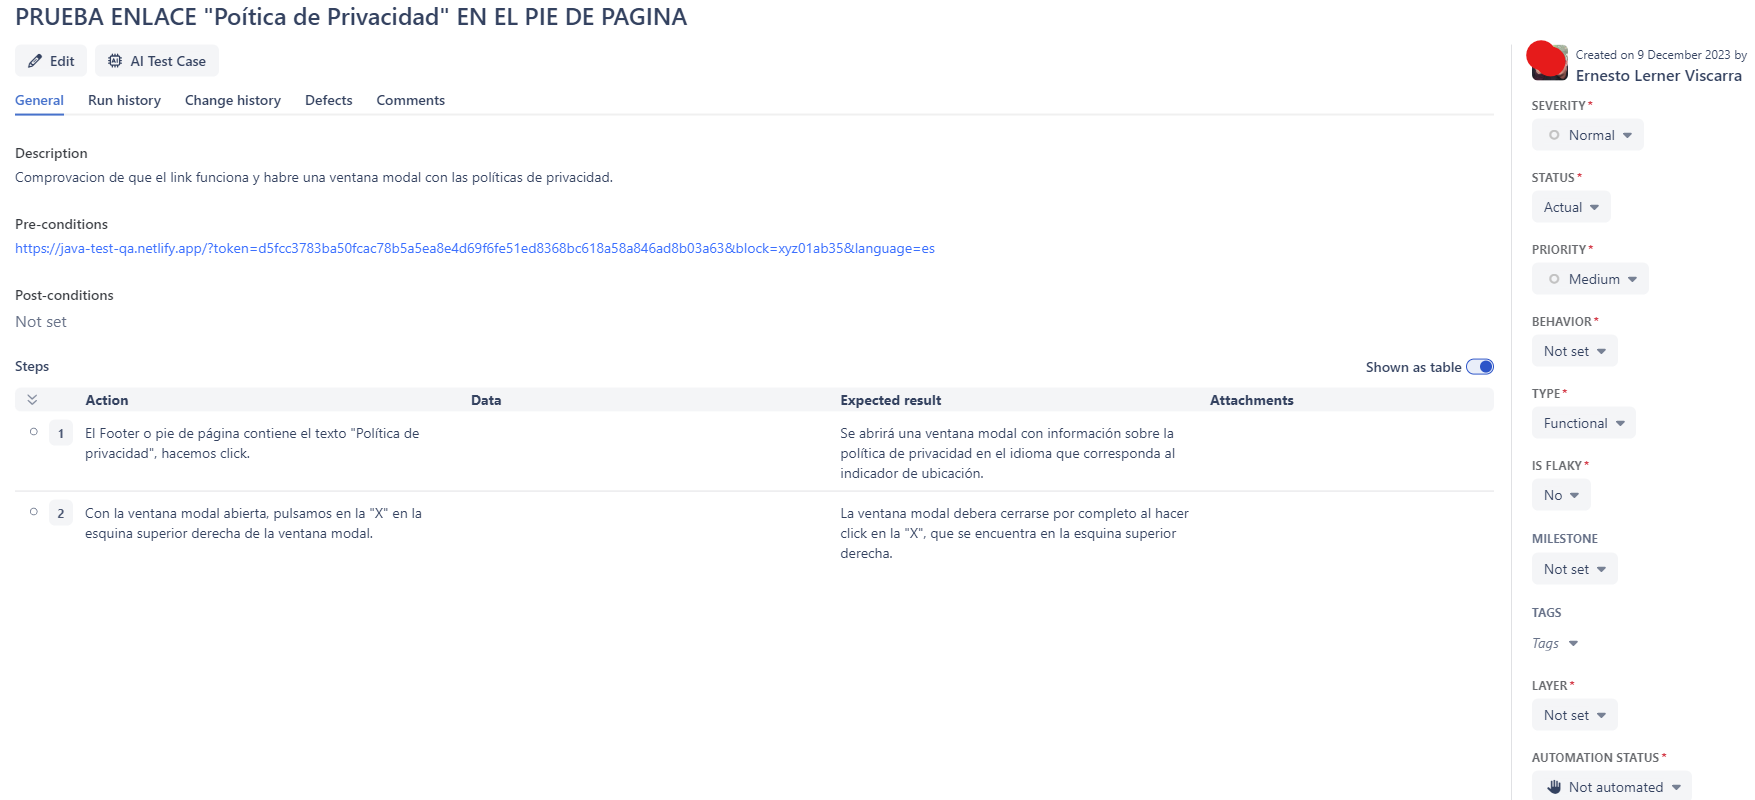 PRUEBA ENLACE "Poítica de Privacidad" EN EL PIE DE PAGINA
Edit
AI Test Case
General
Run history
Change history
Defects
Comments
Description
Comprovacion de que el link funciona y habre una ventana modal con las políticas de privacidad.
Pre-conditions
https://java-test-qa.netlify.app/?token=d5fcc3783ba50fcac78b5a5ea8e4d69f6fe51ed8368bc618a58a846ad8b03a63&block=xyz01ab35&language=es
Post-conditions
Not set
Steps
Shown as table
Action
Data
Expected result
Attachments
1
El Footer o pie de página contiene el texto "Política de
privacidad", hacemos click.
Se abrirá una ventana modal con información sobre la
política de privacidad en el idioma que corresponda al
indicador de ubicación.
2
Con la ventana modal abierta, pulsamos en la "X" en la
esquina superior derecha de la ventana modal.
La ventana modal debera cerrarse por completo al hacer
click en la "X", que se encuentra en la esquina superior
derecha.
Created on 9 December 2023 by
Ernesto Lerner Viscarra
SEVERITY*
Normal
STATUS*
Actual
PRIORITY*
Medium
BEHAVIOR*
Not set
TYPE*
Functional
IS FLAKY*
No
MILESTONE
Not set
TAGS
Tags
LAYER*
Not set
AUTOMATION STATUS*
Not automated